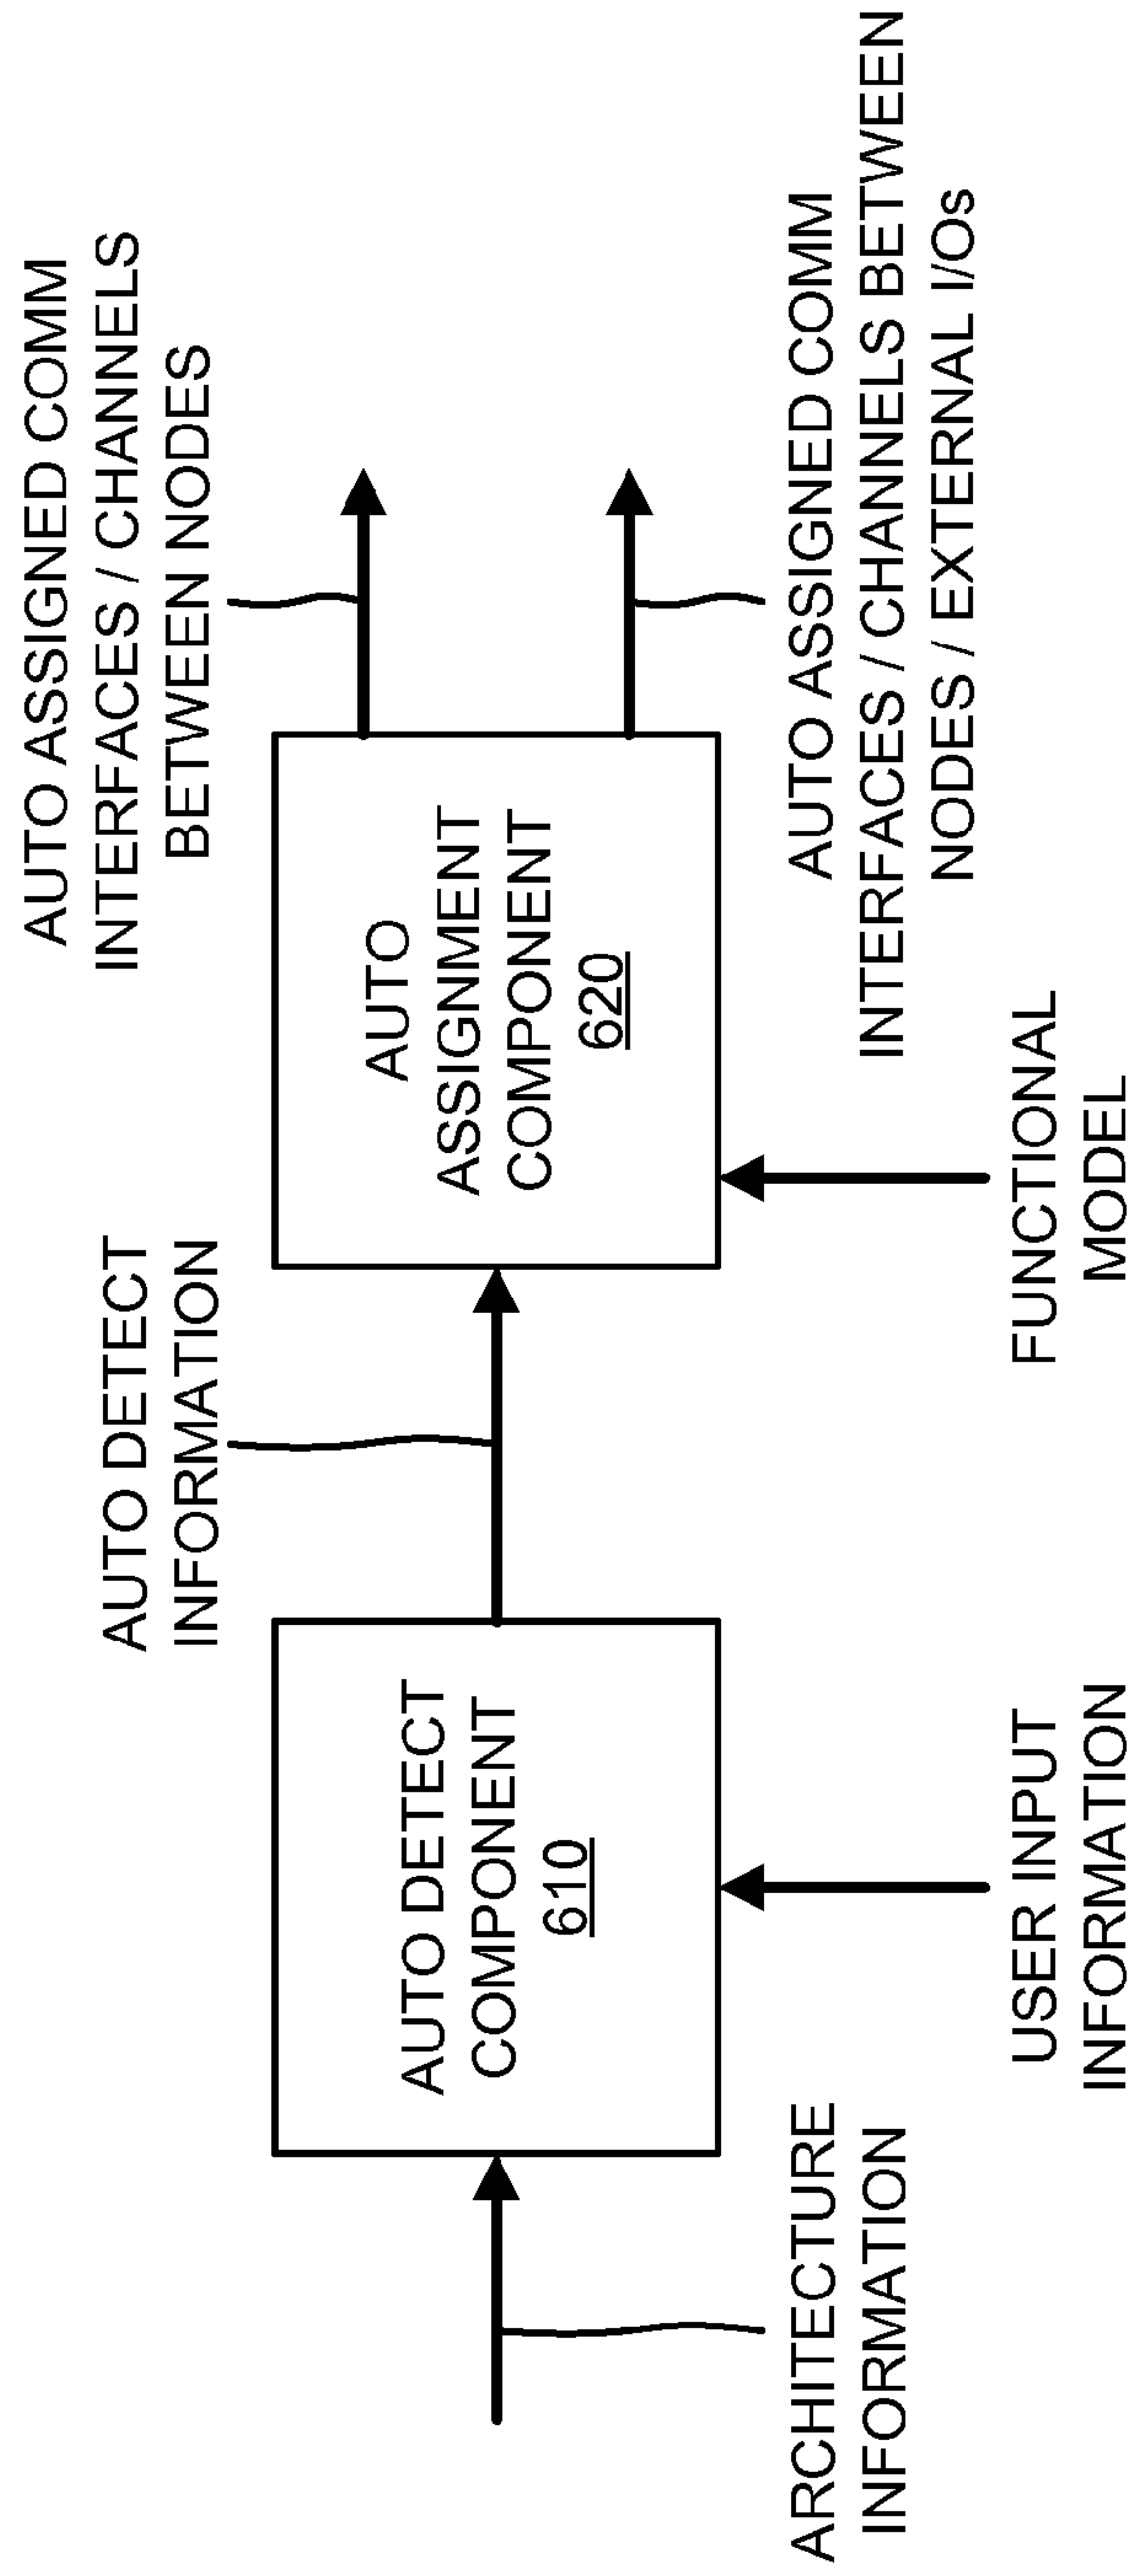 AUTO ASSIGNED COMM
INTERFACES / CHANNELS
BETWEEN NODES
AUTO DETECT
INFORMATION
AUTO DETECT
COMPONENT
610
AUTO
ASSIGNMENT
COMPONENT
620
ARCHITECTURE
INFORMATION
AUTO ASSIGNED COMM
INTERFACES / CHANNELS BETWEEN
NODES / EXTERNAL I/Os
USER INPUT
INFORMATION
FUNCTIONAL
MODEL